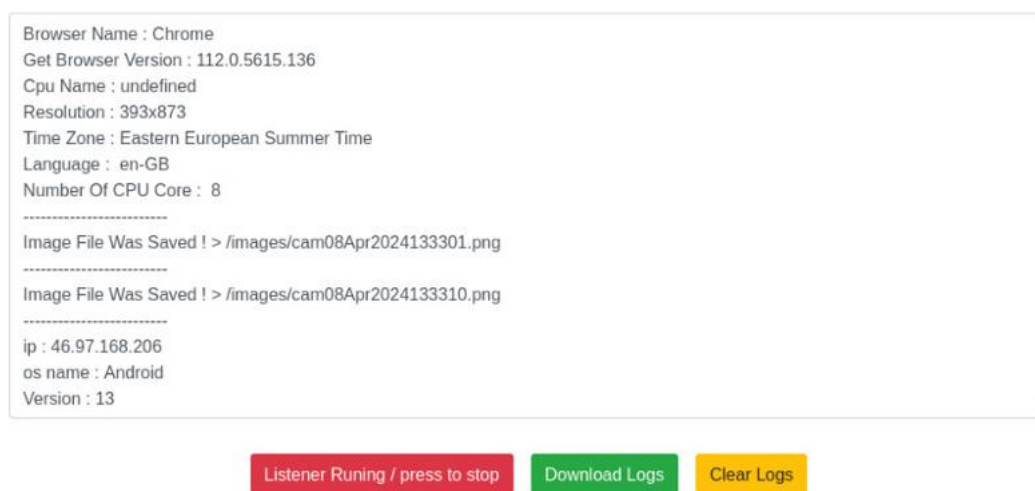 Browser Name : Chrome
Get Browser Version : 112.0.5615.136
Cpu Name : undefined
Resolution : 393x873
Time Zone : Eastern European Summer Time
Language :  en-GB
Number Of CPU Core :  8
-------------------------
Image File Was Saved ! > /images/cam08Apr2024133301.png
-------------------------
Image File Was Saved ! > /images/cam08Apr2024133310.png
-------------------------
ip : 46.97.168.206
os name : Android
Version : 13
Listener Runing / press to stop Download Logs Clear Logs